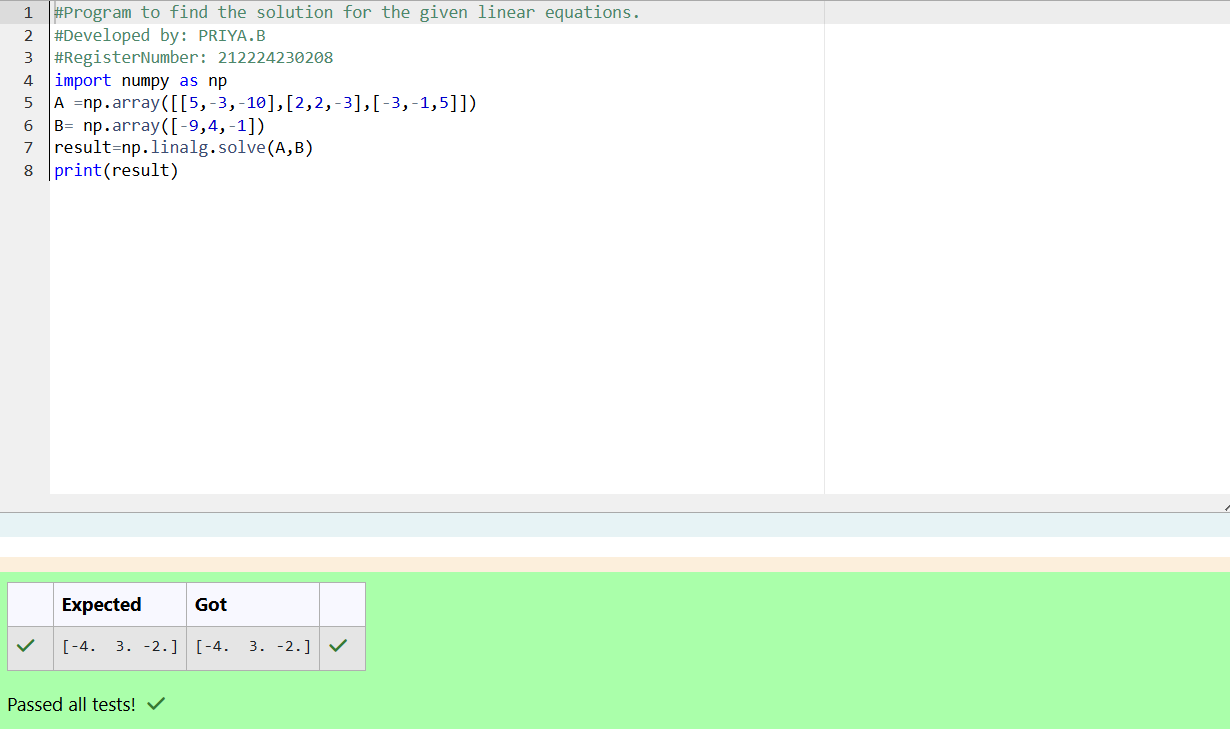 1 #Program to find the solution for the given linear equations.
2 #Developed by: PRIYA.B
3 #RegisterNumber: 212224230208
4 import numpy as np
5 A =np.array([[5,-3,-10],[2,2,-3],[-3,-1,5]])
6 B= np.array([-9,4,-1])
7 result=np.linalg.solve(A,B)
8 print(result)
Expected Got
[-4.  3. -2.] [-4.  3. -2.]
Passed all tests!